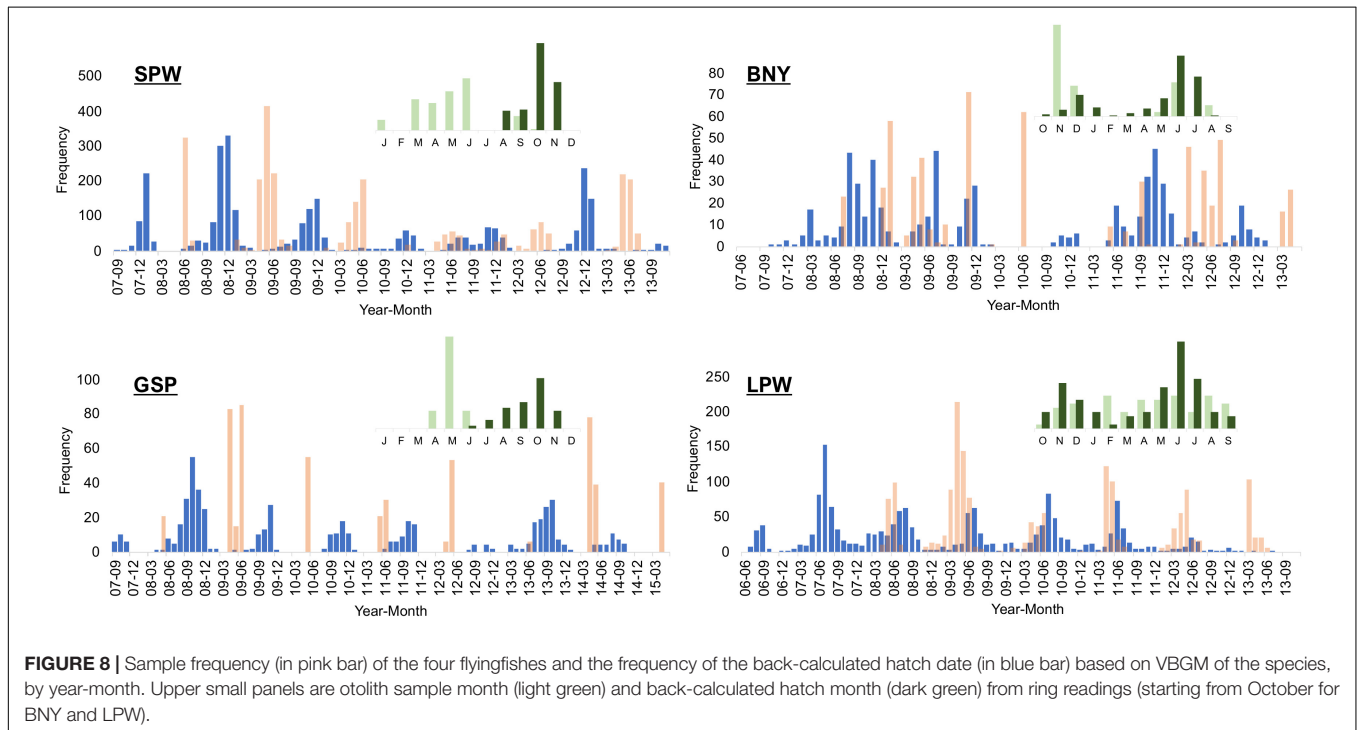 SPW
Frequency
500
400
300
200
100
0
J F M A M J J A S O N D
07-09 07-12 08-03 08-06 08-09 08-12 09-03 09-06 09-09 09-12 10-03 10-06 10-09 10-12 11-03 11-06 11-09 11-12 12-03 12-06 12-09 12-12 13-03 13-06 13-09
Year-Month
BNY
Frequency
80
70
60
50
40
30
20
10
0
O N D J F M A M J J A S
07-06 07-09 07-12 08-03 08-06 08-09 08-12 09-03 09-06 09-09 09-12 10-03 10-06 10-09 10-12 11-03 11-06 11-09 11-12 12-03 12-06 12-09 12-12 13-03
Year-Month
GSP
Frequency
100
80
60
40
20
0
J F M A M J J A S O N D
07-09 07-12 08-03 08-06 08-09 08-12 09-03 09-06 09-09 09-12 10-03 10-06 10-09 10-12 11-03 11-06 11-09 11-12 12-03 12-06 12-09 12-12 13-03 13-06 13-09 13-12 14-03 14-06 14-09 14-12 15-03
Year-Month
LPW
Frequency
250
200
150
100
50
0
O N D J F M A M J J A S
06-06 06-09 06-12 07-03 07-06 07-09 07-12 08-03 08-06 08-09 08-12 09-03 09-06 09-09 09-12 10-03 10-06 10-09 10-12 11-03 11-06 11-09 11-12 12-03 12-06 12-09 12-12 13-03 13-06 13-09
Year-Month
FIGURE 8 | Sample frequency (in pink bar) of the four flyingfishes and the frequency of the back-calculated hatch date (in blue bar) based on VBGM of the species,
by year-month. Upper small panels are otolith sample month (light green) and back-calculated hatch month (dark green) from ring readings (starting from October for
BNY and LPW).